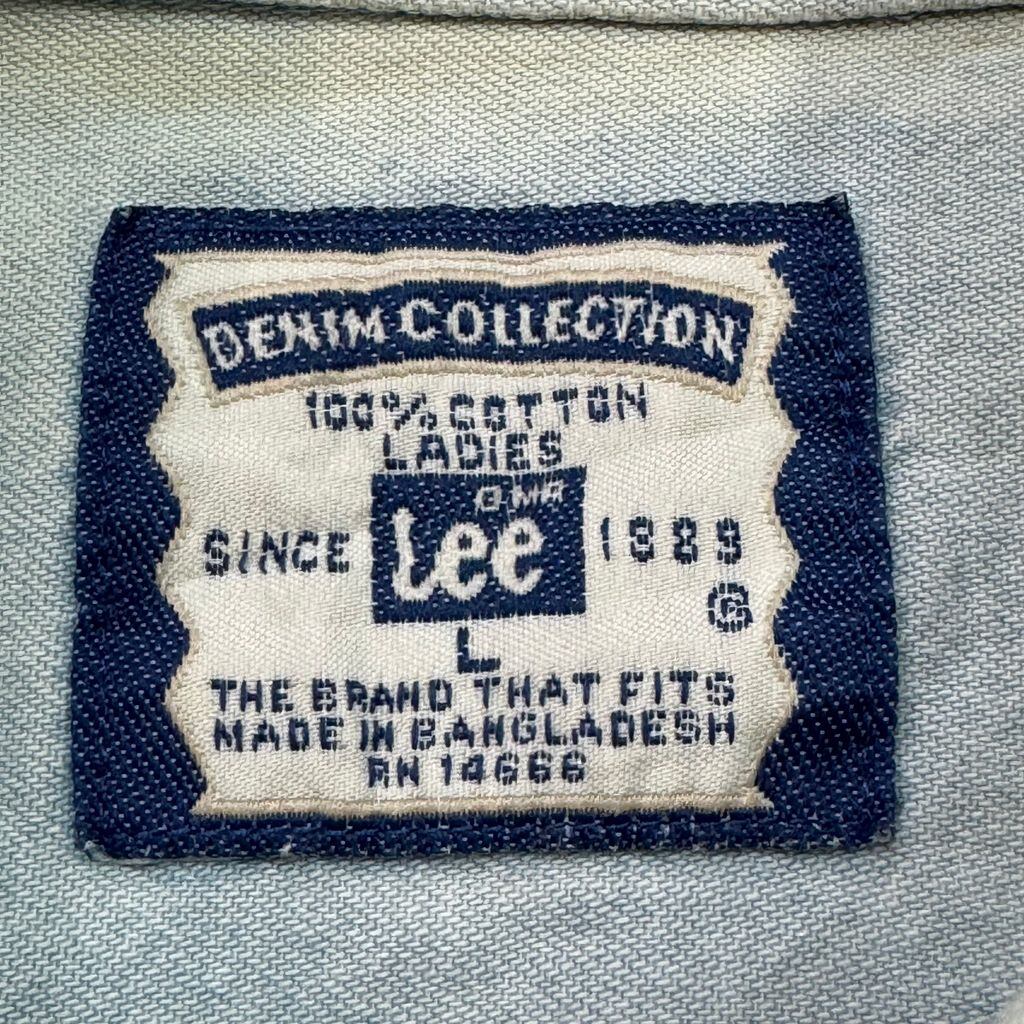 DENIM COLLECTION
100% COTTON
LADIES
Lee
SINCE 1889
G
L
THE BRAND THAT FITS
MADE IN BANGLADESH
RN 14666